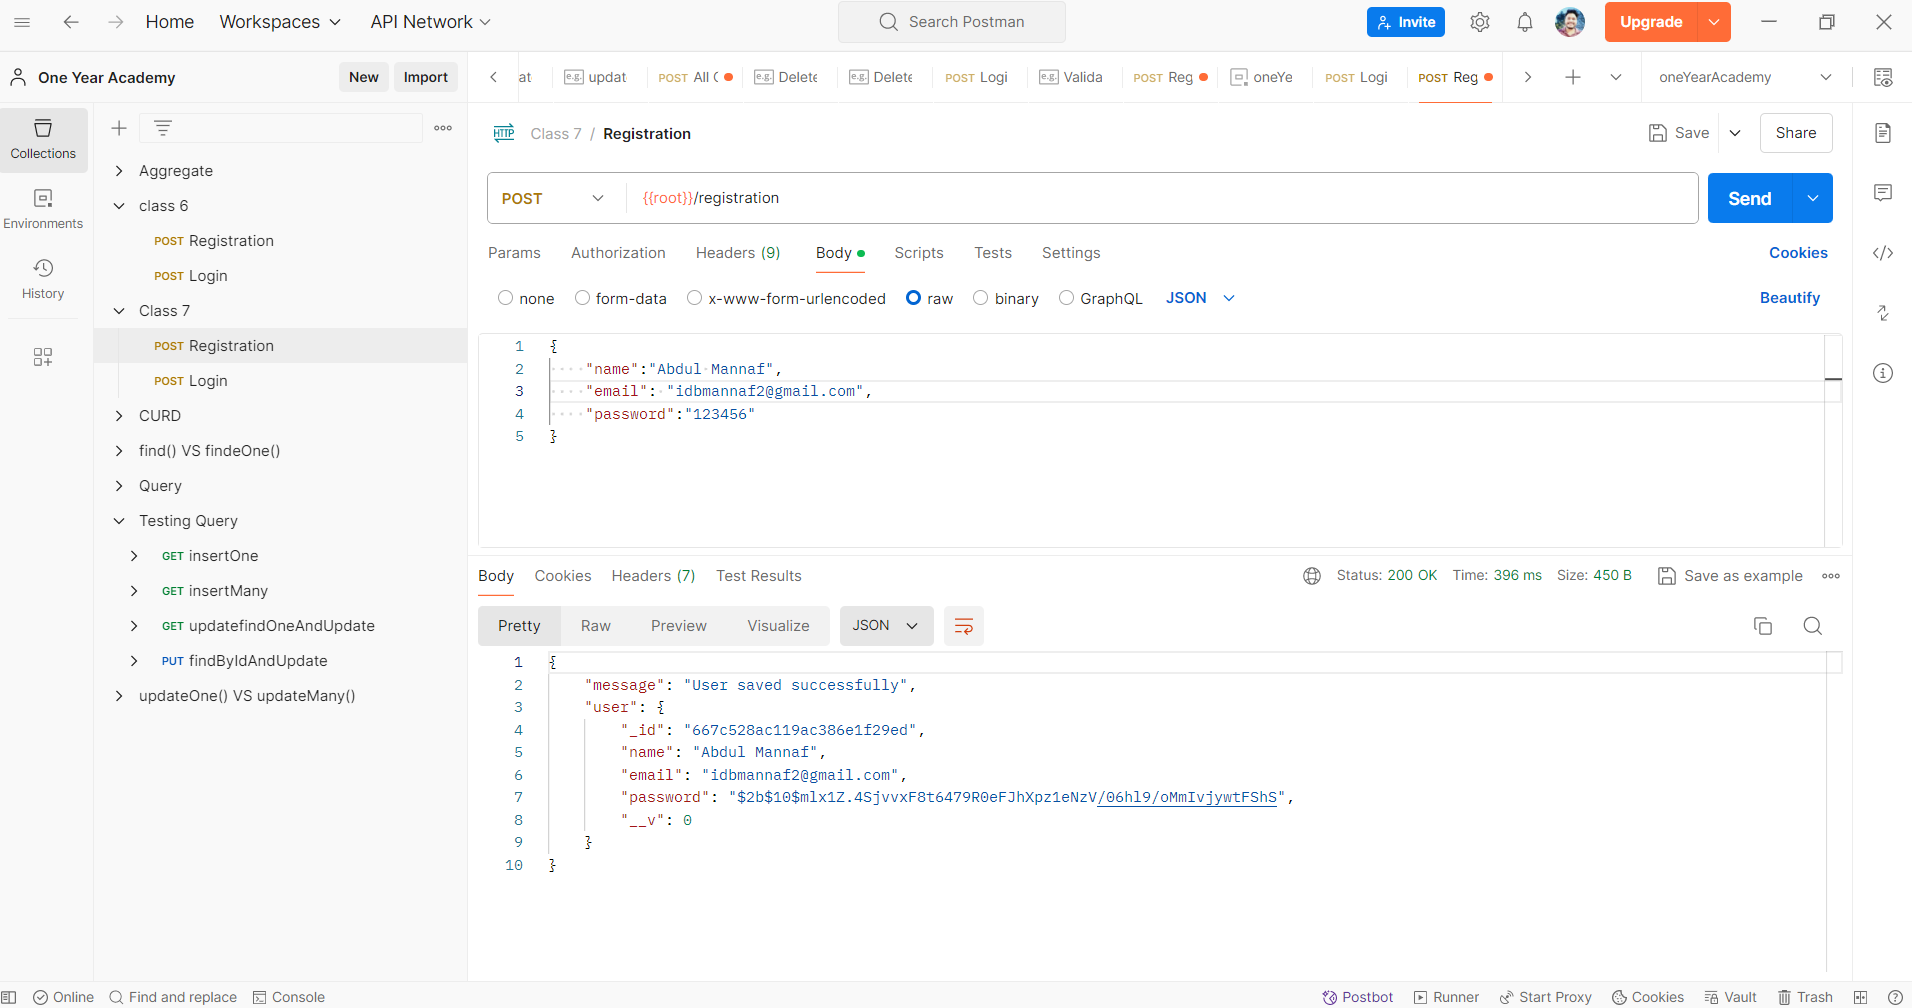 Home Workspaces API Network Search Postman Invite Upgrade
One Year Academy New Import
at e.g. updat POST All C e.g. Delete e.g. Delete POST Logi e.g. Valida POST Reg oneYe POST Logi POST Reg oneYearAcademy
Collections
Environments
History
Aggregate
class 6
POST Registration
POST Login
Class 7
POST Registration
POST Login
CURD
find() VS findeOne()
Query
Testing Query
GET insertOne
GET insertMany
GET updatefindOneAndUpdate
PUT findByIdAndUpdate
updateOne() VS updateMany()
HTTP Class 7 / Registration Save Share
POST {{root}}/registration Send
Params Authorization Headers (9) Body Scripts Tests Settings Cookies
none form-data x-www-form-urlencoded raw binary GraphQL JSON Beautify
1 {
2 "name":"Abdul Mannaf",
3 "email": "idbmannaf2@gmail.com",
4 "password":"123456"
5 }
Body Cookies Headers (7) Test Results Status: 200 OK Time: 396 ms Size: 450 B Save as example
Pretty Raw Preview Visualize JSON
1 {
2 "message": "User saved successfully",
3 "user": {
4 "_id": "667c528ac119ac386e1f29ed",
5 "name": "Abdul Mannaf",
6 "email": "idbmannaf2@gmail.com",
7 "password": "$2b$10$mlx1Z.4SjvvxF8t6479R0eFJhXpz1eNzV/06hl9/oMmIvjywtFShS",
8 "__v": 0
9 }
10 }
Online Find and replace Console Postbot Runner Start Proxy Cookies Vault Trash